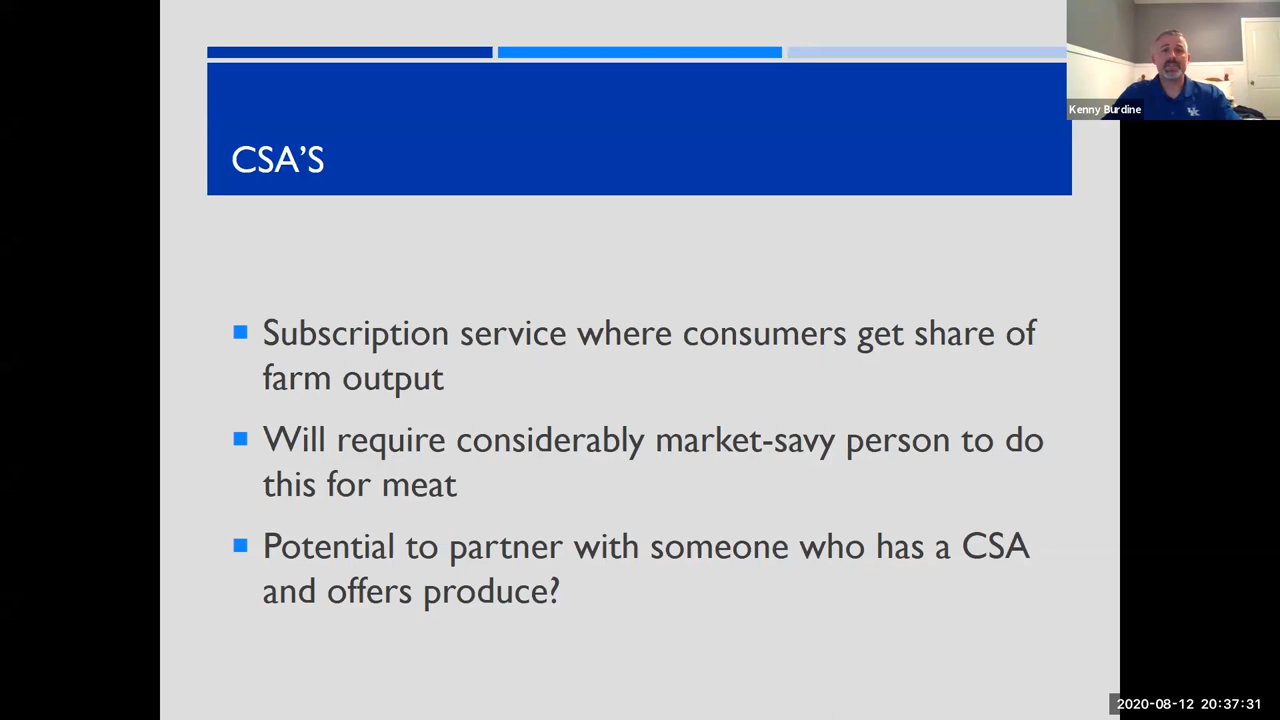 CSA'S
Kenny Burdine
UK
Subscription service where consumers get share of
farm output
Will require considerably market-savy person to do
this for meat
Potential to partner with someone who has a CSA
and offers produce?
2020-08-12 20:37:31